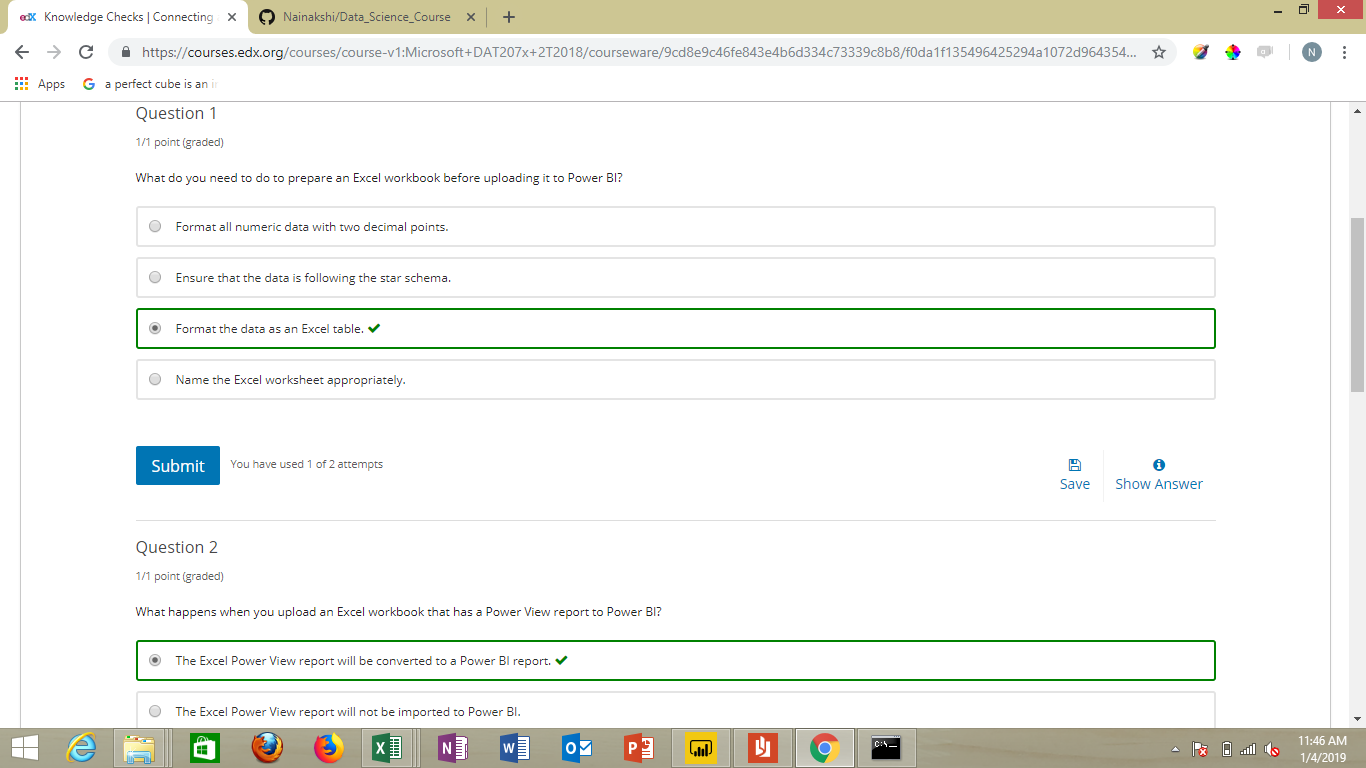 edX Knowledge Checks | Connecting
Nainakshi/Data_Science_Course
https://courses.edx.org/courses/course-v1:Microsoft+DAT207x+2T2018/courseware/9cd8e9c46fe843e4b6d334c73339c8b8/f0da1f135496425294a1072d964354...
N
Apps
G a perfect cube is an i
Question 1
1/1 point (graded)
What do you need to do to prepare an Excel workbook before uploading it to Power BI?
Format all numeric data with two decimal points.
Ensure that the data is following the star schema.
Format the data as an Excel table.
Name the Excel worksheet appropriately.
Submit
You have used 1 of 2 attempts
Save
Show Answer
Question 2
1/1 point (graded)
What happens when you upload an Excel workbook that has a Power View report to Power BI?
The Excel Power View report will be converted to a Power BI report.
The Excel Power View report will not be imported to Power BI.
11:46 AM
1/4/2019